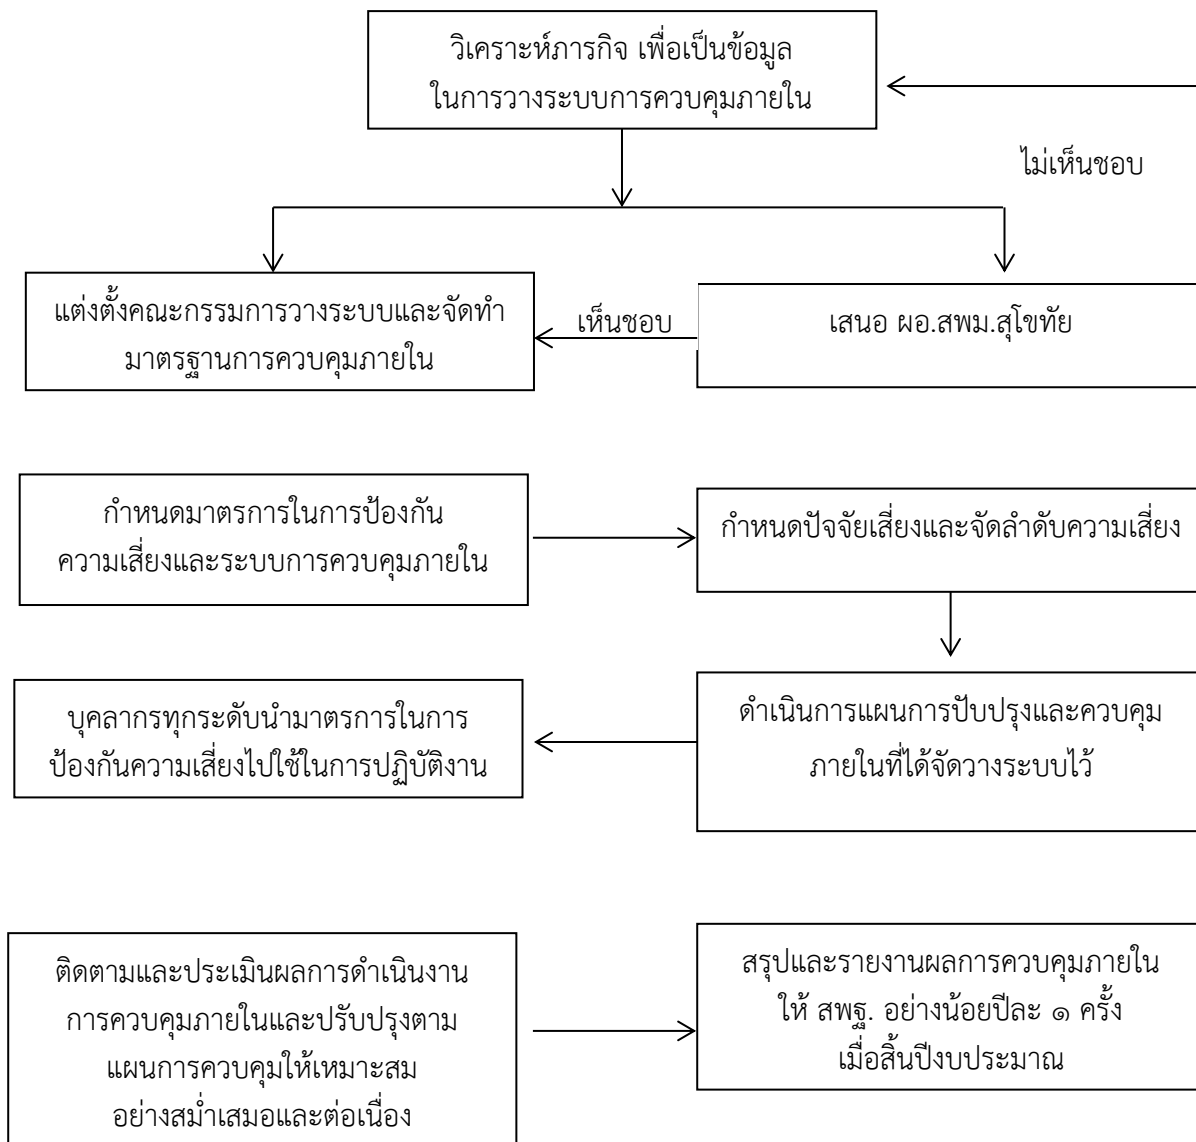 วิเคราะห์ภารกิจ เพื่อเป็นข้อมูล
ในการวางระบบการควบคุมภายใน
ไม่เห็นชอบ
แต่งตั้งคณะกรรมการวางระบบและจัดทำ
มาตรฐานการควบคุมภายใน
เห็นชอบ
เสนอ ผอ.สพม.สุโขทัย
กำหนดมาตรการในการป้องกัน
ความเสี่ยงและระบบการควบคุมภายใน
กำหนดปัจจัยเสี่ยงและจัดลำดับความเสี่ยง
บุคลากรทุกระดับนำมาตรการในการ
ป้องกันความเสี่ยงไปใช้ในการปฏิบัติงาน
ดำเนินการแผนการปับปรุงและควบคุม
ภายในที่ได้จัดวางระบบไว้
ติดตามและประเมินผลการดำเนินงาน
การควบคุมภายในและปรับปรุงตาม
แผนการควบคุมให้เหมาะสม
อย่างสม่ำเสมอและต่อเนื่อง
สรุปและรายงานผลการควบคุมภายใน
ให้ สพฐ. อย่างน้อยปีละ ๑ ครั้ง
เมื่อสิ้นปีงบประมาณ